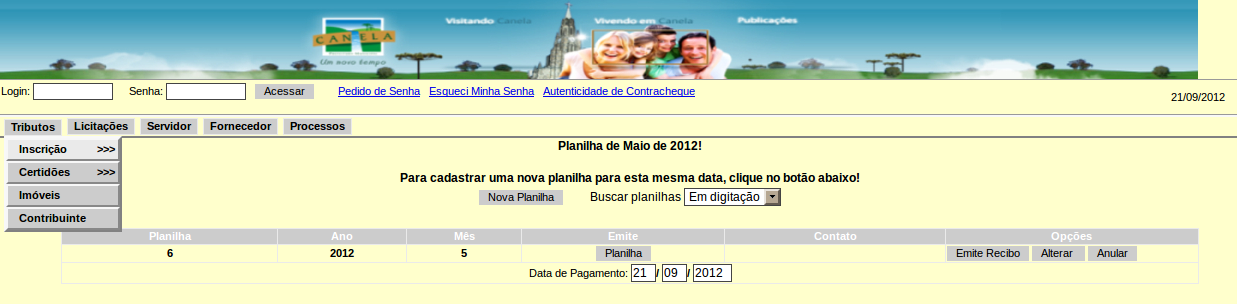 Visitando Canela Vivendo em Canela Publicações
CANELA
Um novo tempo
Login: Senha: Acessar Pedido de Senha Esqueci Minha Senha Autenticidade de Contracheque
21/09/2012
Tributos Licitações Servidor Fornecedor Processos
Inscrição >>>
Certidões >>>
Imóveis
Contribuinte
Planilha de Maio de 2012!
Para cadastrar uma nova planilha para esta mesma data, clique no botão abaixo!
Nova Planilha Buscar planilhas Em digitação
Planilha Ano Mês Emite Contato Opções
6 2012 5 Planilha Emite Recibo Alterar Anular
Data de Pagamento: 21 / 09 / 2012